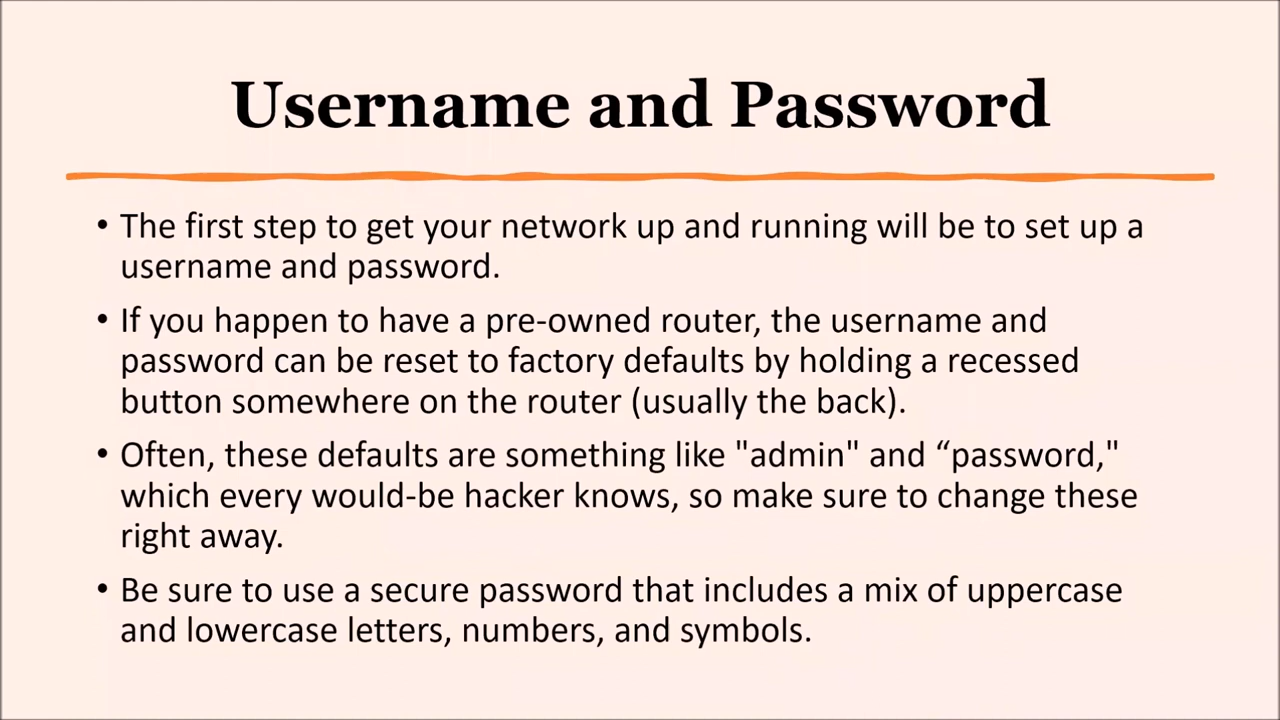 Username and Password
• The first step to get your network up and running will be to set up a
username and password.
• If you happen to have a pre-owned router, the username and
password can be reset to factory defaults by holding a recessed
button somewhere on the router (usually the back).
• Often, these defaults are something like "admin" and “password,"
which every would-be hacker knows, so make sure to change these
right away.
• Be sure to use a secure password that includes a mix of uppercase
and lowercase letters, numbers, and symbols.